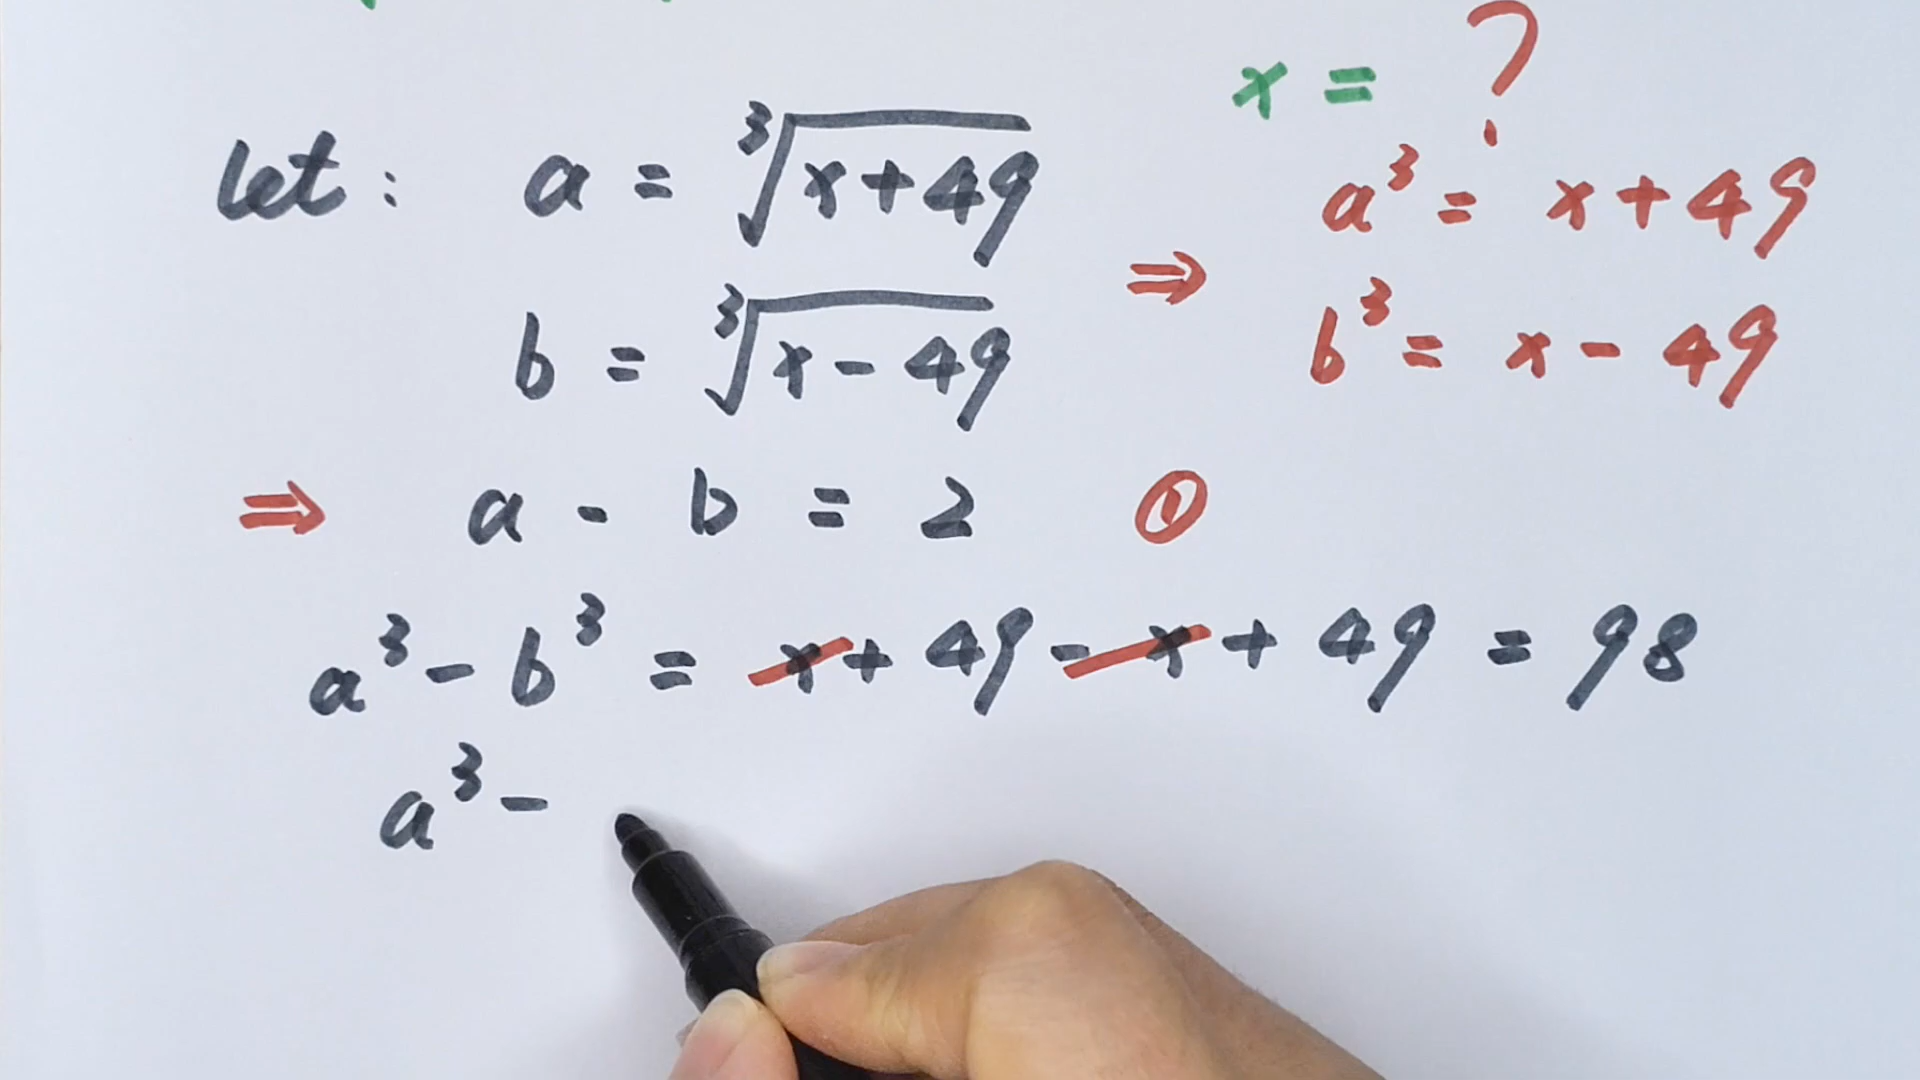 x = ?
let : a = ∛(x+49)
a³ = x + 49
⇒
b = ∛(x - 49)
b³ = x - 49
⇒ a - b = 2 ①
a³ - b³ = x + 49 - x + 49 = 98
a³ -